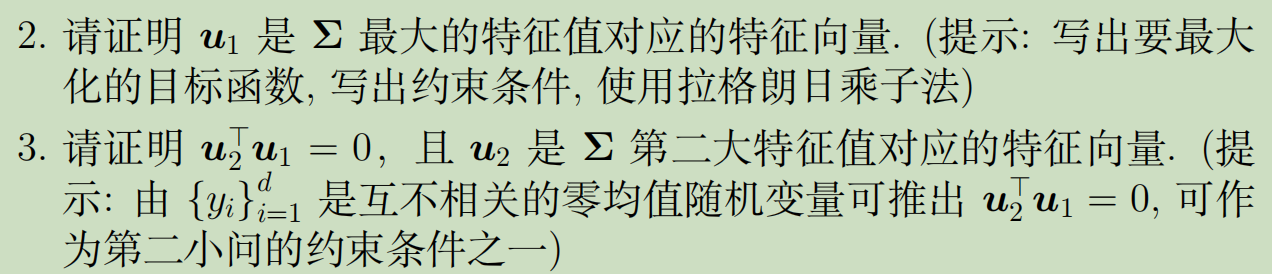 2. 请证明 $\boldsymbol{u}_1$ 是 $\boldsymbol{\Sigma}$ 最大的特征值对应的特征向量. (提示: 写出要最大
化的目标函数, 写出约束条件, 使用拉格朗日乘子法)
3. 请证明 $\boldsymbol{u}_2^\top \boldsymbol{u}_1 = 0$, 且 $\boldsymbol{u}_2$ 是 $\boldsymbol{\Sigma}$ 第二大特征值对应的特征向量. (提
示: 由 $\{y_i\}_{i=1}^d$ 是互不相关的零均值随机变量可推出 $\boldsymbol{u}_2^\top \boldsymbol{u}_1 = 0$, 可作
为第二小问的约束条件之一)